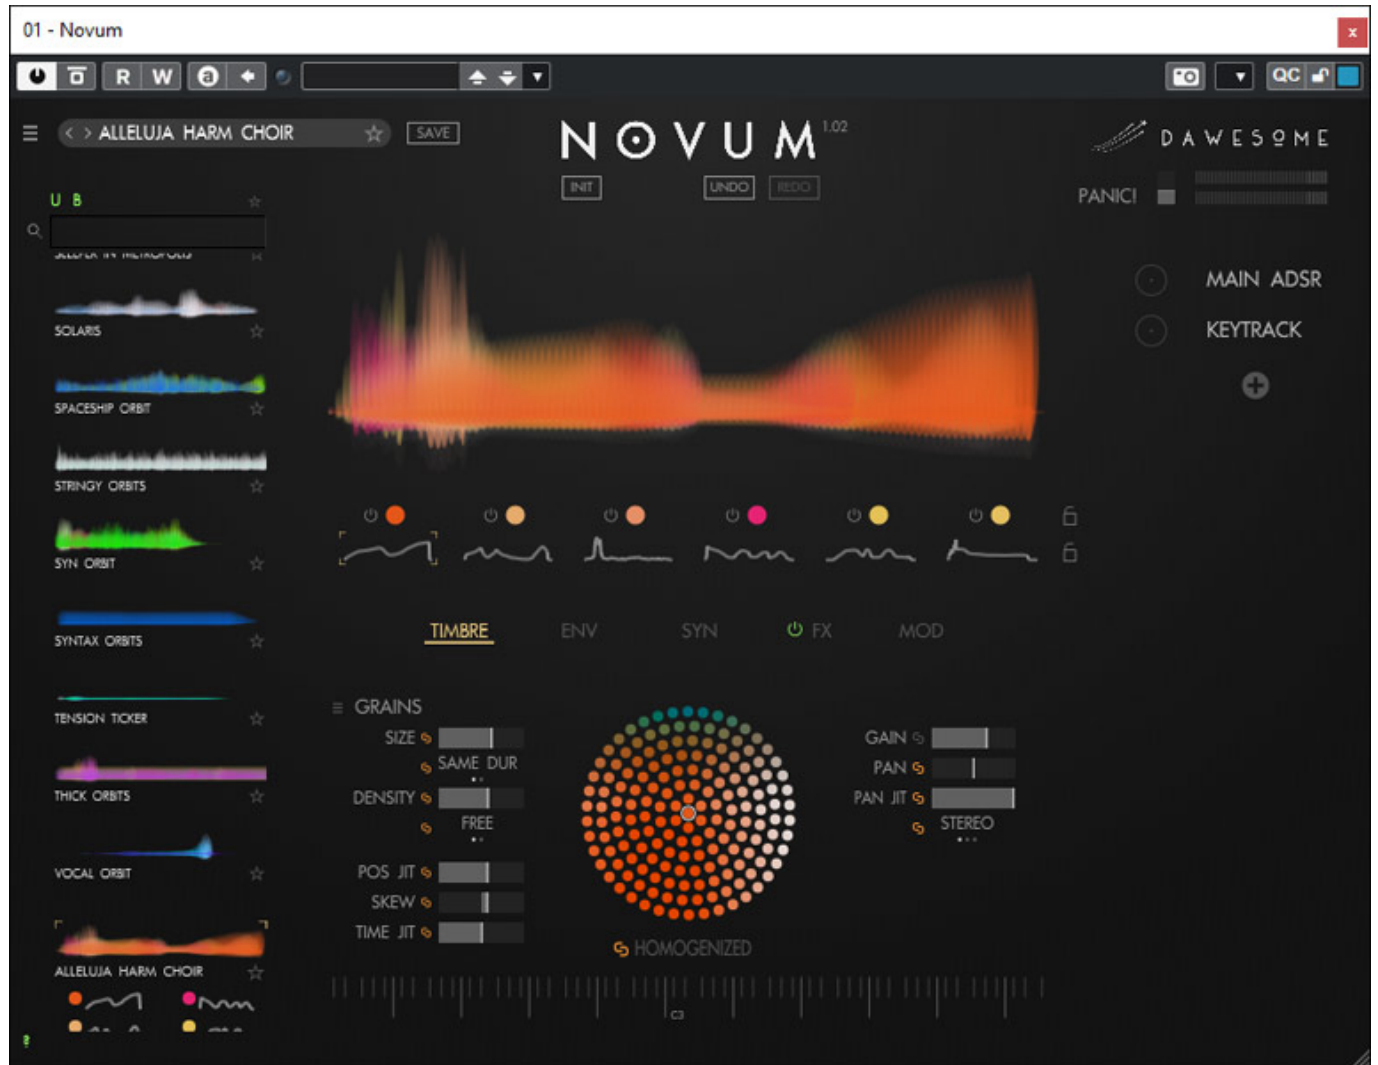 01 - Novum
x
R W a QC
< > ALLELUJA HARM CHOIR SAVE
NOVUM 1.02
DAWESOME
INIT UNDO REDO
PANIC!
U B
SLEEPER IN METROPOLIS
SOLARIS
SPACESHIP ORBIT
STRINGY ORBITS
SYN ORBIT
SYNTAX ORBITS
TENSION TICKER
THICK ORBITS
VOCAL ORBIT
ALLELUJA HARM CHOIR
MAIN ADSR
KEYTRACK
TIMBRE ENV SYN FX MOD
GRAINS
SIZE
SAME DUR
DENSITY
FREE
POS JIT
SKEW
TIME JIT
HOMOGENIZED
GAIN
PAN
PAN JIT
STEREO
C3
?